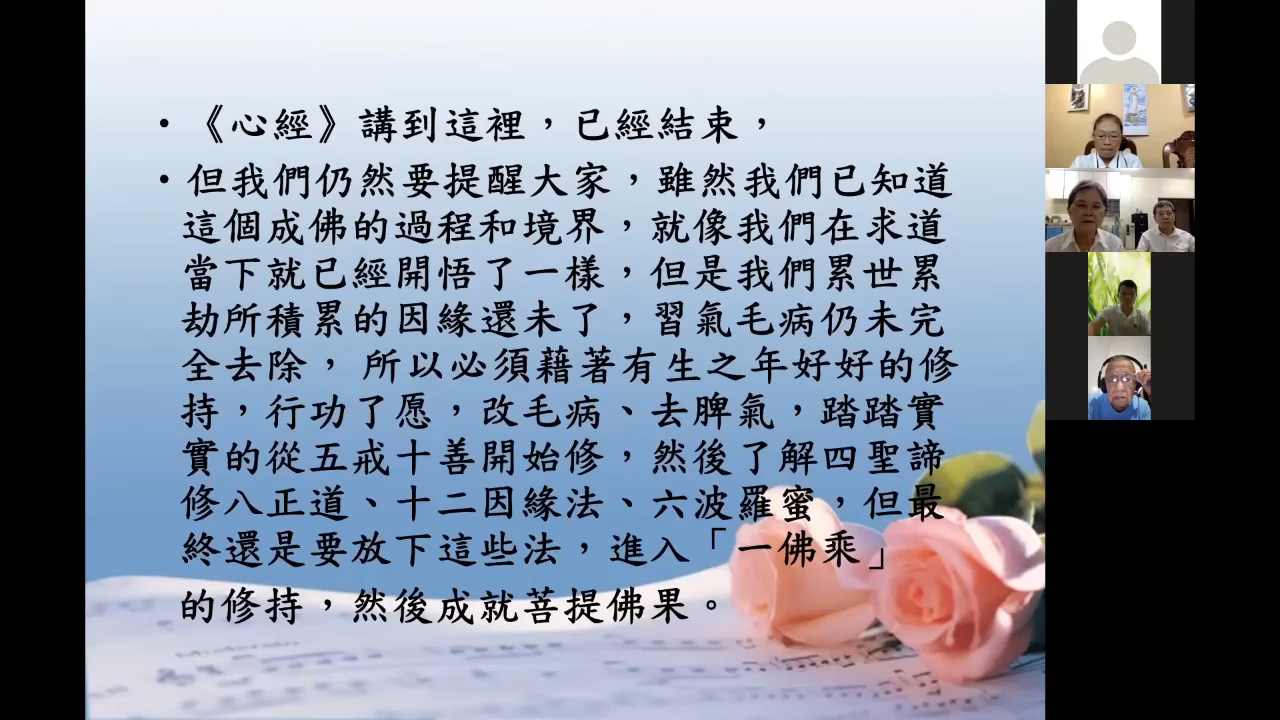 •《心經》講到這裡，已經結束，
•但我們仍然要提醒大家，雖然我們已知道
這個成佛的過程和境界，就像我們在求道
當下就已經開悟了一樣，但是我們累世累
劫所積累的因緣還未了，習氣毛病仍未完
全去除， 所以必須藉著有生之年好好的修
持，行功了愿，改毛病、去脾氣，踏踏實
實的從五戒十善開始修，然後了解四聖諦
修八正道、十二因緣法、六波羅蜜，但最
終還是要放下這些法，進入「一佛乘」
的修持，然後成就菩提佛果。